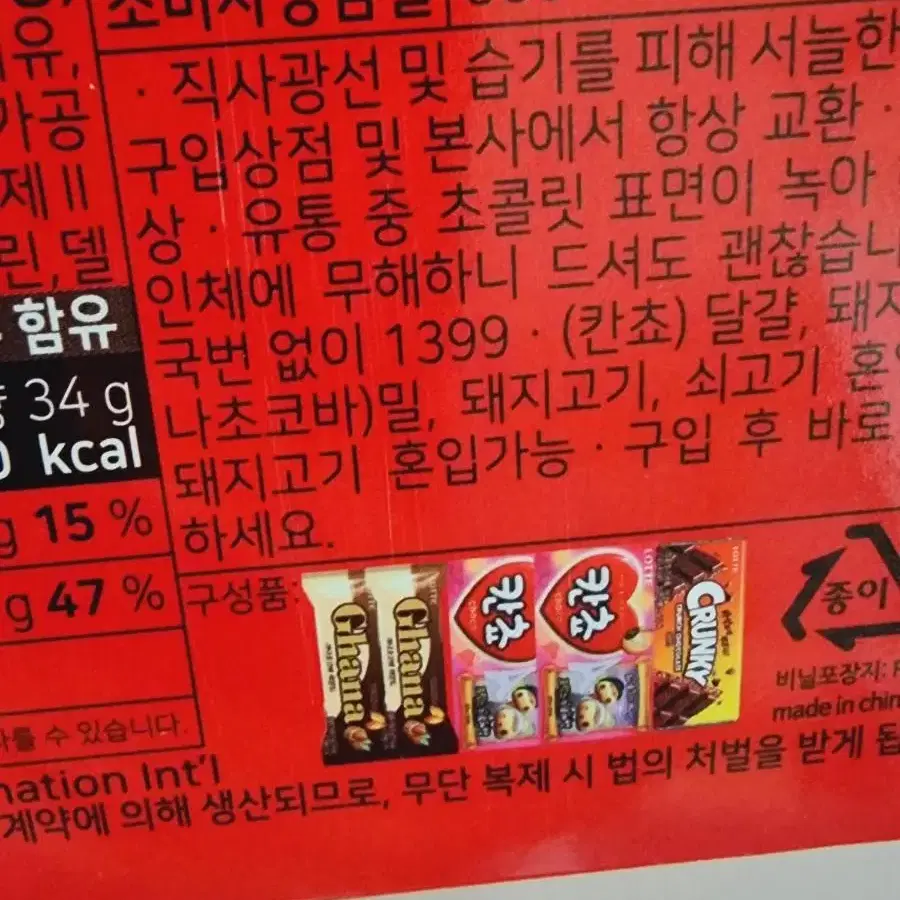 유,
가공
제II
린, 델
함유
34 g
0 kcal
g 15 %
g 47 %
· 직사광선 및 습기를 피해 서늘한
구입상점 및 본사에서 항상 교환 ·
상 · 유통 중 초콜릿 표면이 녹아
인체에 무해하니 드셔도 괜찮습니
국번 없이 1399 · (칸쵸) 달걀, 돼지
나초코바)밀, 돼지고기, 쇠고기 혼
돼지고기 혼입가능 · 구입 후 바로
하세요.
구성품:
Ghana
Ghana
칸쵸
LOTTE
칸쵸
LOTTE
CRUNKY
CRUNCH CHOCOLATE
종이
비닐포장지: P
made in chin
를 수 있습니다.
nation Int'l
계약에 의해 생산되므로, 무단 복제 시 법의 처벌을 받게 됩